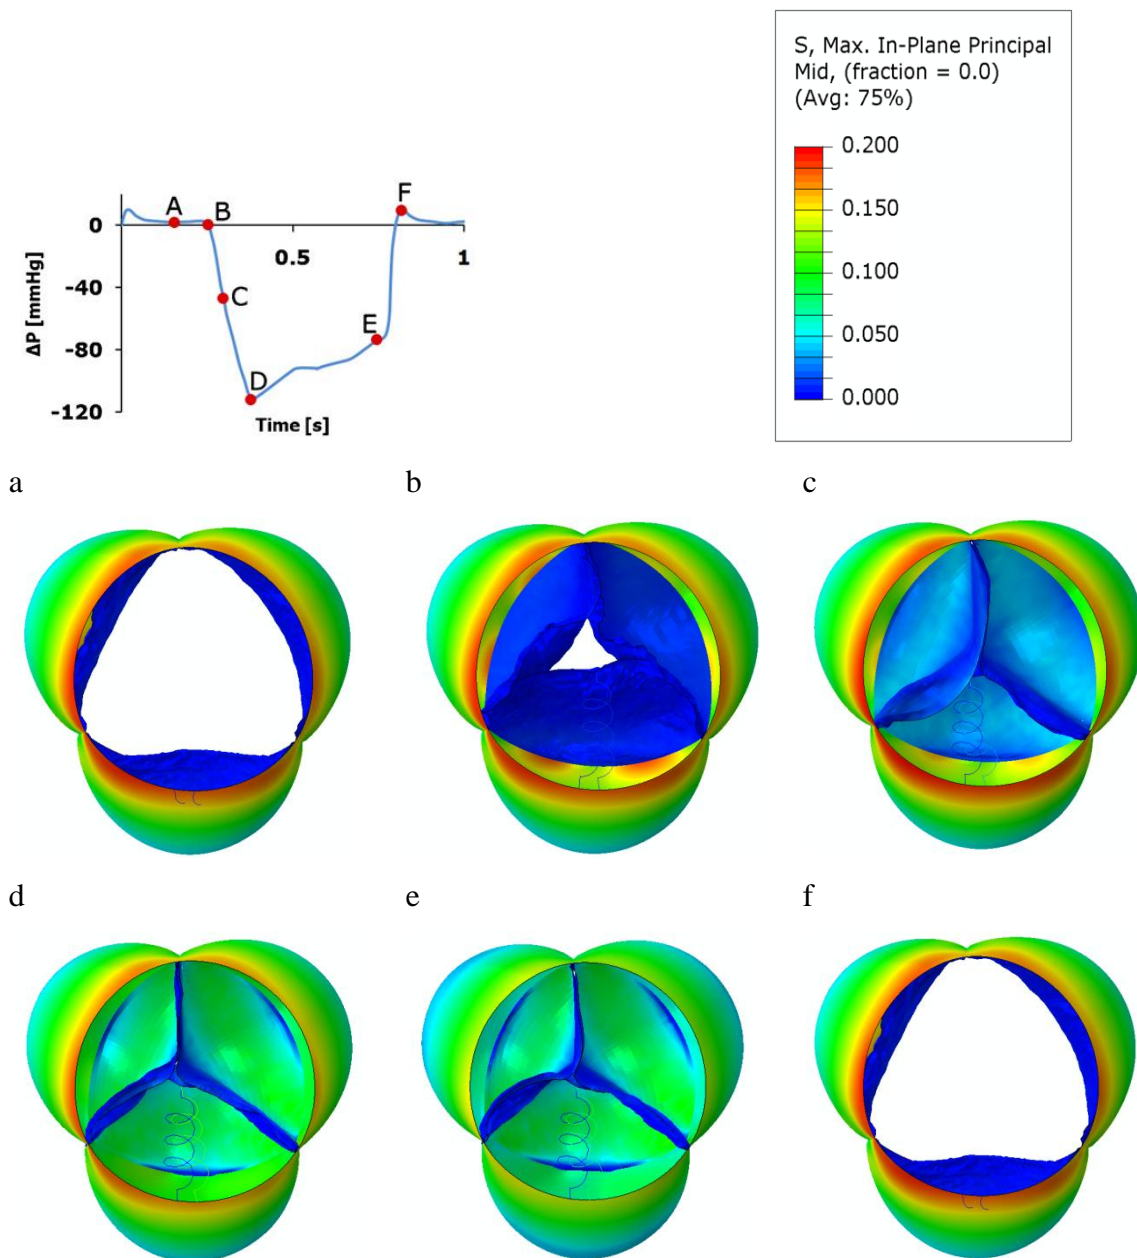 S, Max. In-Plane Principal
Mid, (fraction = 0.0)
(Avg: 75%)
0.200
0.150
0.100
0.050
0.000
A
B
F
0
0.5
1
-40
C
ΔP [mmHg]
E
-80
D
-120
Time [s]
a
b
c
d
e
f